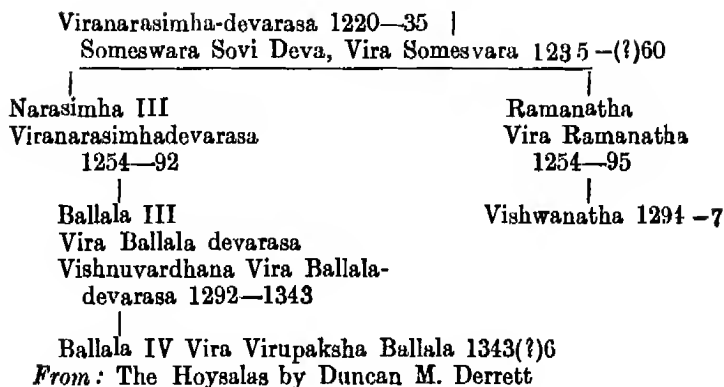 Viranarasimha-devarasa 1220—35
Someswara Sovi Deva, Vira Somesvara 1235—(?)60
Narasimha III
Viranarasimhadevarasa
1254—92
Ramanatha
Vira Ramanatha
1254—95
Ballala III
Vira Ballala devarasa
Vishnuvardhana Vira Ballala-
devarasa 1292—1343
Vishwanatha 1294-7
Ballala IV Vira Virupaksha Ballala 1343(?)6
From: The Hoysalas by Duncan M. Derrett